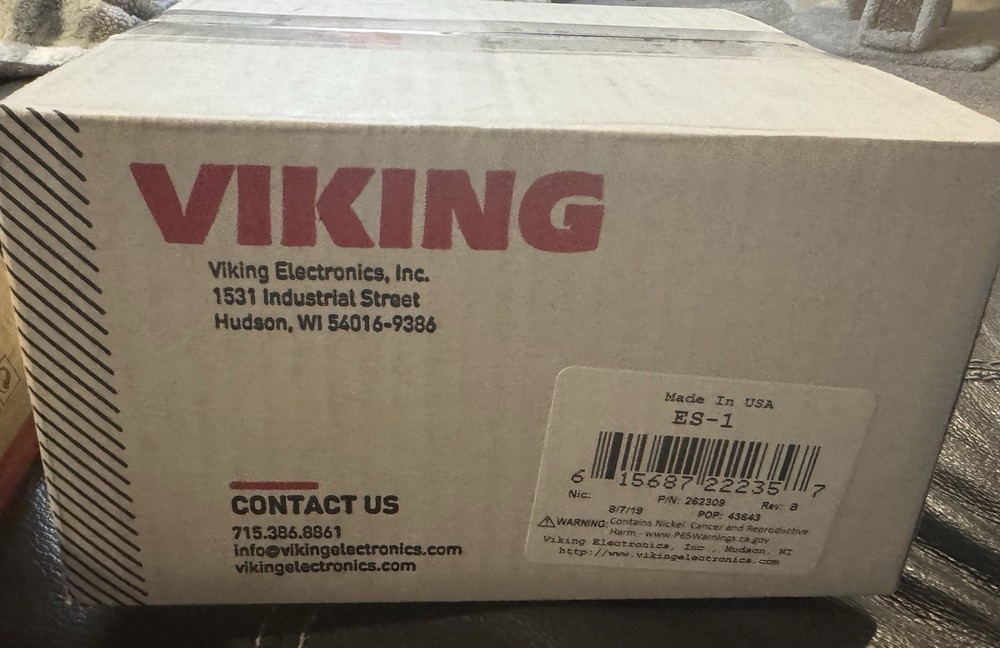 VIKING
Viking Electronics, Inc.
1531 Industrial Street
Hudson, WI 54016-9386
CONTACT US
715.386.8861
info@vikingelectronics.com
vikingelectronics.com
Made In USA
ES-1
6 15687 22235 7
Nic: P/N: 262309 Rev: B
8/7/19 POP: 43643
WARNING: Contains Nickel. Cancer and Reproductive
Harm - www.P65Warnings.ca.gov
Viking Electronics, Inc., Hudson, WI
http://www.vikingelectronics.com